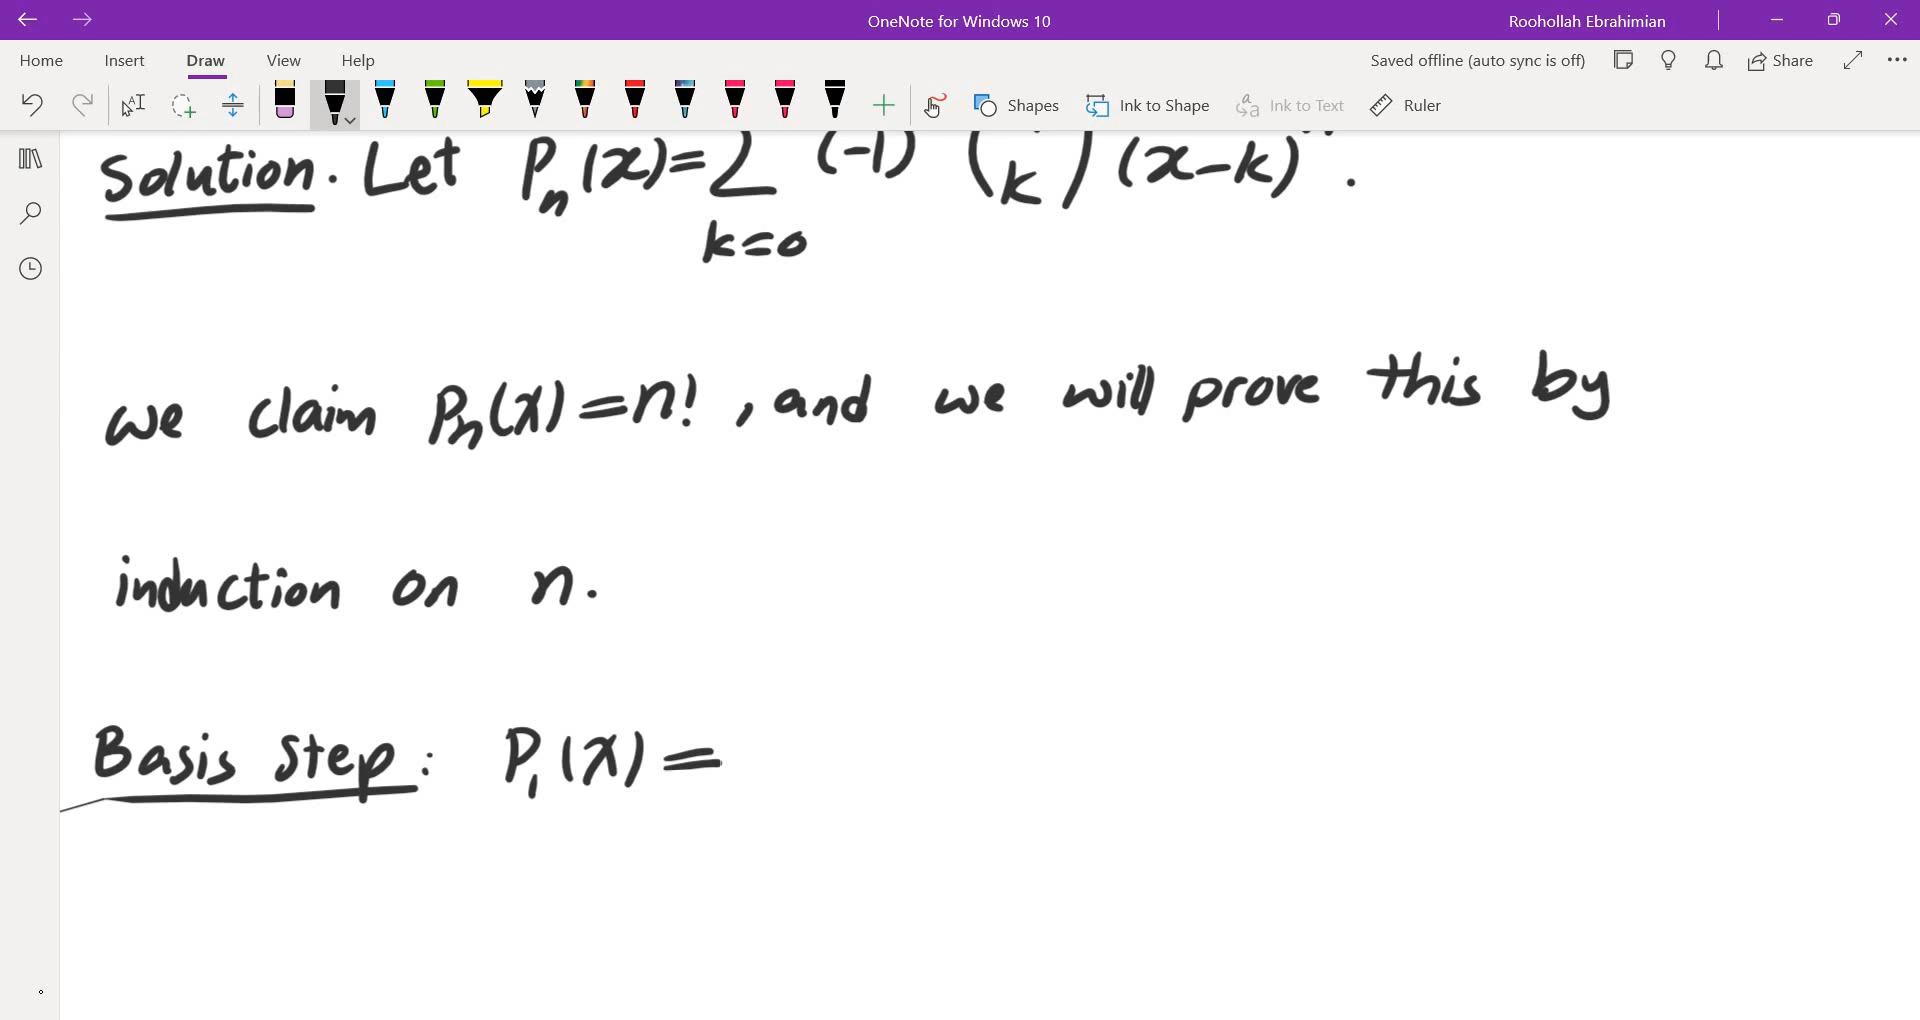 OneNote for Windows 10
Roohollah Ebrahimian
Home Insert Draw View Help
Saved offline (auto sync is off) Share
Shapes Ink to Shape Ink to Text Ruler
Solution. Let Pₙ(x)=∑ (-1) (k) (x-k) .
k=0
we claim Pₙ(x)=n! , and we will prove this by
induction on n.
Basis Step: P₁(x)=